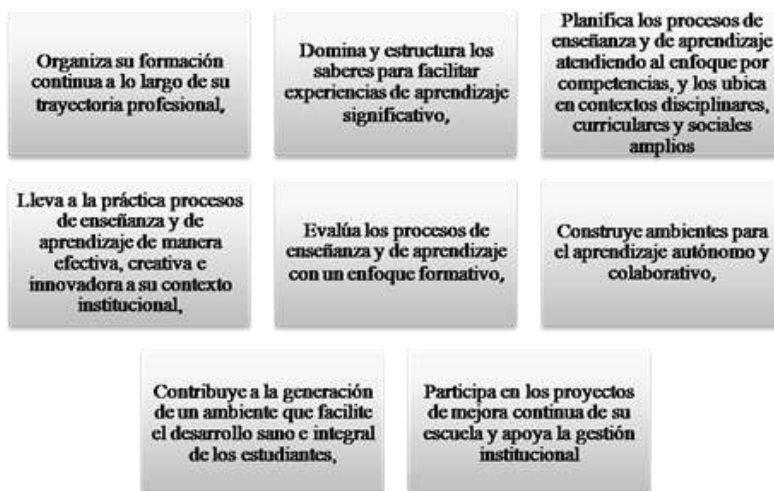 Organiza su formación
continua a lo largo de su
trayectoria profesional,
Domina y estructura los
saberes para facilitar
experiencias de aprendizaje
significativo,
Planifica los procesos de
enseñanza y de aprendizaje
atendiendo al enfoque por
competencias, y los ubica
en contextos disciplinares,
curriculares y sociales
amplios
Lleva a la práctica procesos
de enseñanza y de
aprendizaje de manera
efectiva, creativa e
innovadora a su contexto
institucional,
Evalúa los procesos de
enseñanza y de aprendizaje
con un enfoque formativo,
Construye ambientes para
el aprendizaje autónomo y
colaborativo,
Contribuye a la generación
de un ambiente que facilite
el desarrollo sano e integral
de los estudiantes,
Participa en los proyectos
de mejora continua de su
escuela y apoya la gestión
institucional